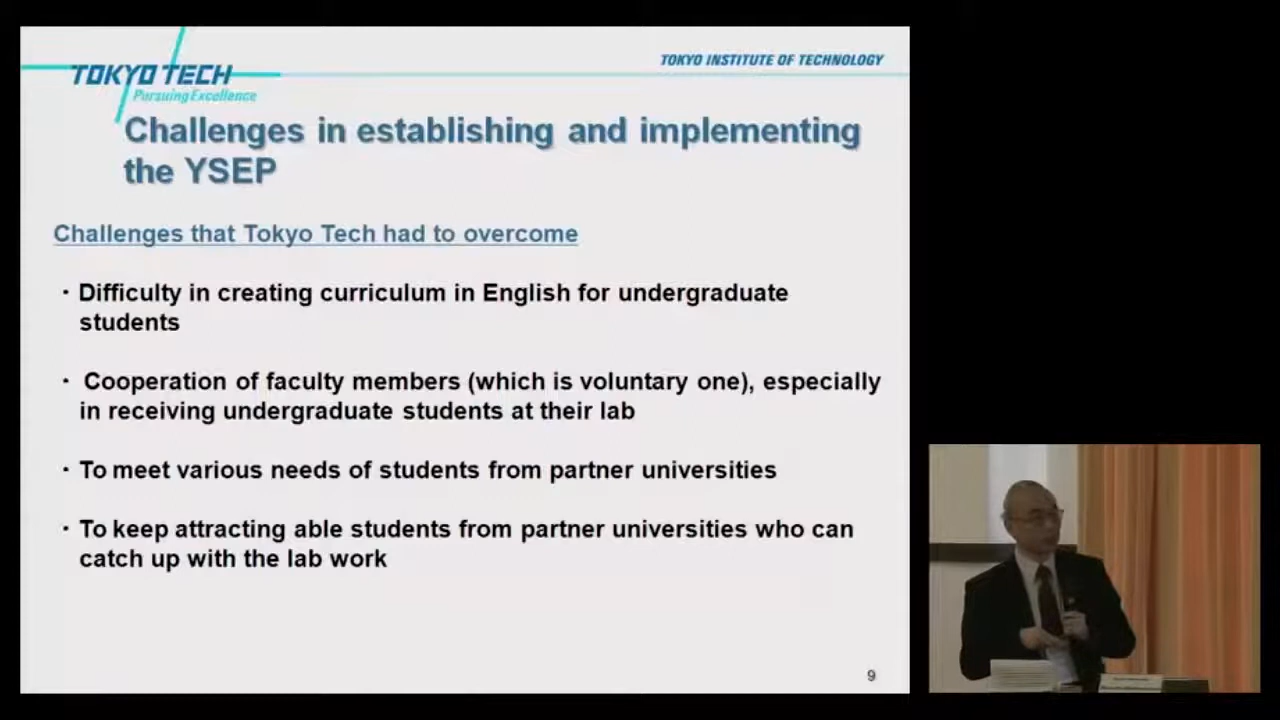 TOKYO TECH
Pursuing Excellence
TOKYO INSTITUTE OF TECHNOLOGY
Challenges in establishing and implementing
the YSEP
Challenges that Tokyo Tech had to overcome
・Difficulty in creating curriculum in English for undergraduate
students
・ Cooperation of faculty members (which is voluntary one), especially
in receiving undergraduate students at their lab
・To meet various needs of students from partner universities
・To keep attracting able students from partner universities who can
catch up with the lab work
9